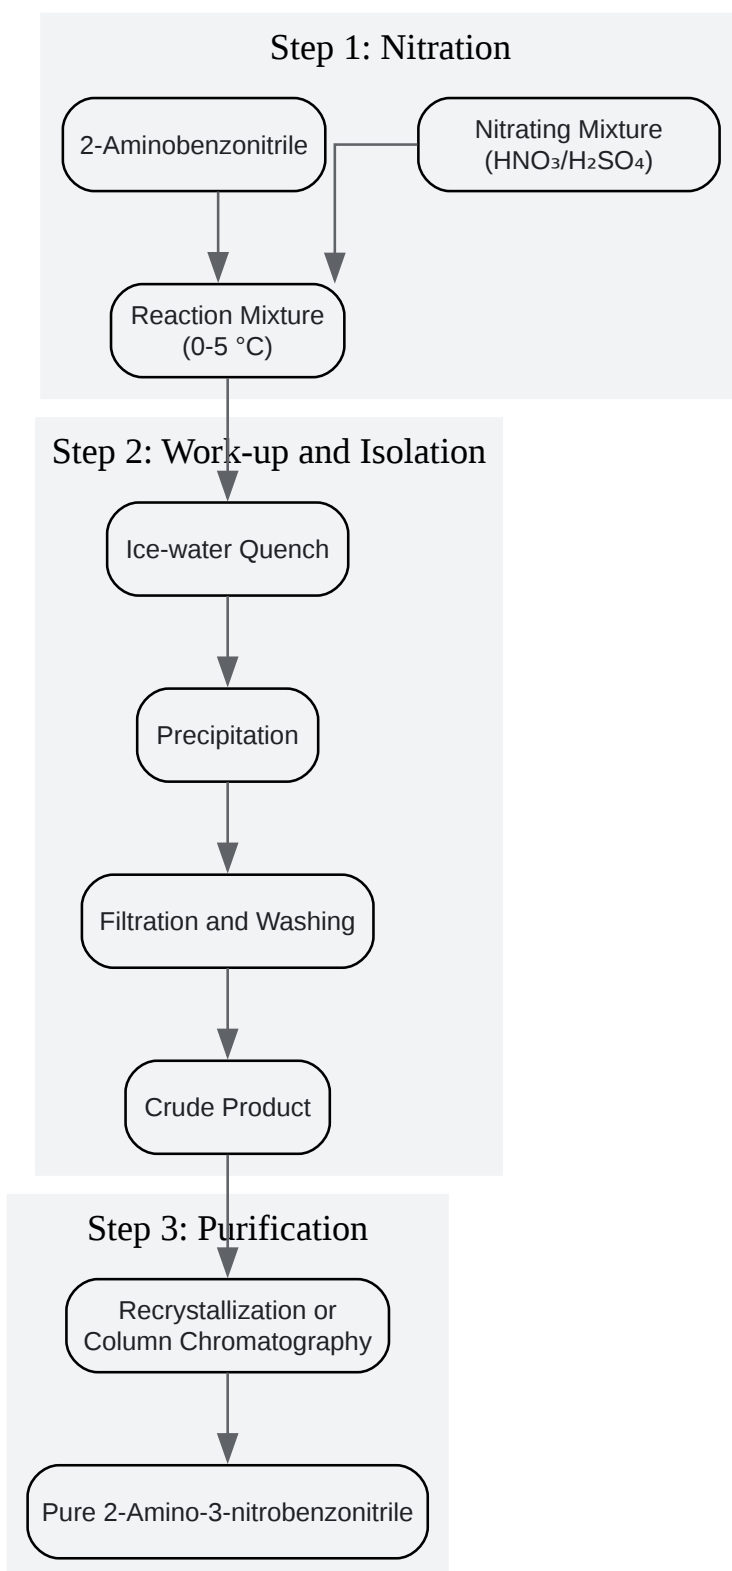 Step 1: Nitration
2-Aminobenzonitrile
Nitrating Mixture
(HNO₃/H₂SO₄)
Reaction Mixture
(0-5 °C)
Step 2: Work-up and Isolation
Ice-water Quench
Precipitation
Filtration and Washing
Crude Product
Step 3: Purification
Recrystallization or
Column Chromatography
Pure 2-Amino-3-nitrobenzonitrile